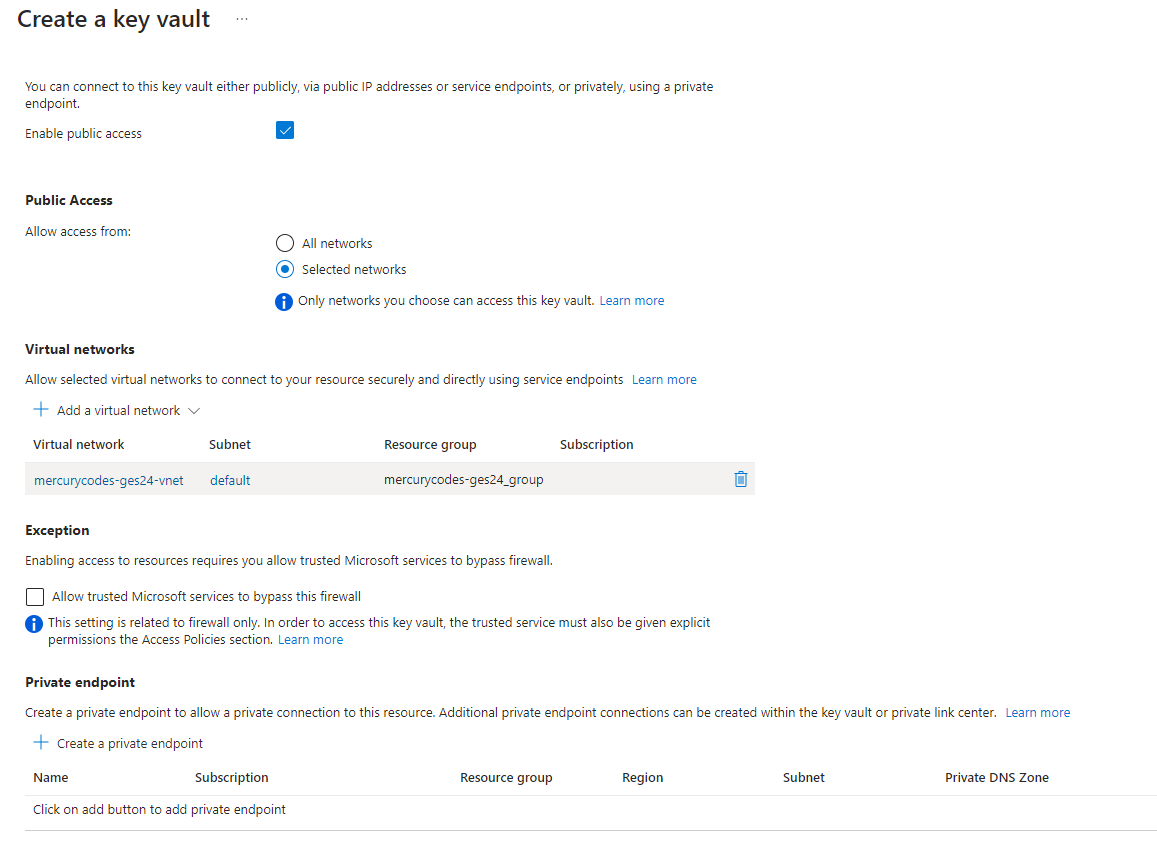 Create a key vault ...
You can connect to this key vault either publicly, via public IP addresses or service endpoints, or privately, using a private
endpoint.
Enable public access
Public Access
Allow access from:
All networks
Selected networks
Only networks you choose can access this key vault. Learn more
Virtual networks
Allow selected virtual networks to connect to your resource securely and directly using service endpoints Learn more
Add a virtual network
Virtual network Subnet Resource group Subscription
mercurycodes-ges24-vnet default mercurycodes-ges24_group
Exception
Enabling access to resources requires you allow trusted Microsoft services to bypass firewall.
Allow trusted Microsoft services to bypass this firewall
This setting is related to firewall only. In order to access this key vault, the trusted service must also be given explicit
permissions the Access Policies section. Learn more
Private endpoint
Create a private endpoint to allow a private connection to this resource. Additional private endpoint connections can be created within the key vault or private link center. Learn more
Create a private endpoint
Name Subscription Resource group Region Subnet Private DNS Zone
Click on add button to add private endpoint